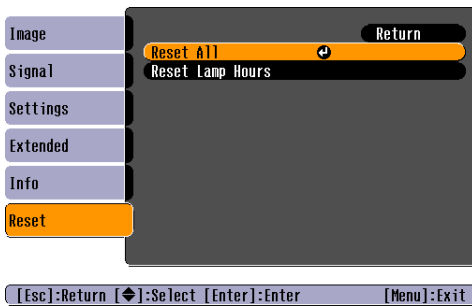 Image
Signal
Settings
Extended
Info
Reset
Return
Reset All
Reset Lamp Hours
[Esc]:Return [◆]:Select [Enter]:Enter [Menu]:Exit